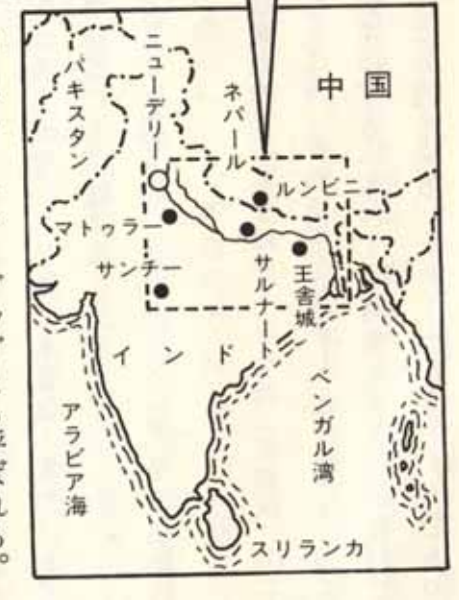 中国
ニューデリー
パキスタン
ネパール
ルンビニ
マトゥラー
サンチー
サルナート
王舎城
インド
ベンガル湾
アラビア海
スリランカ